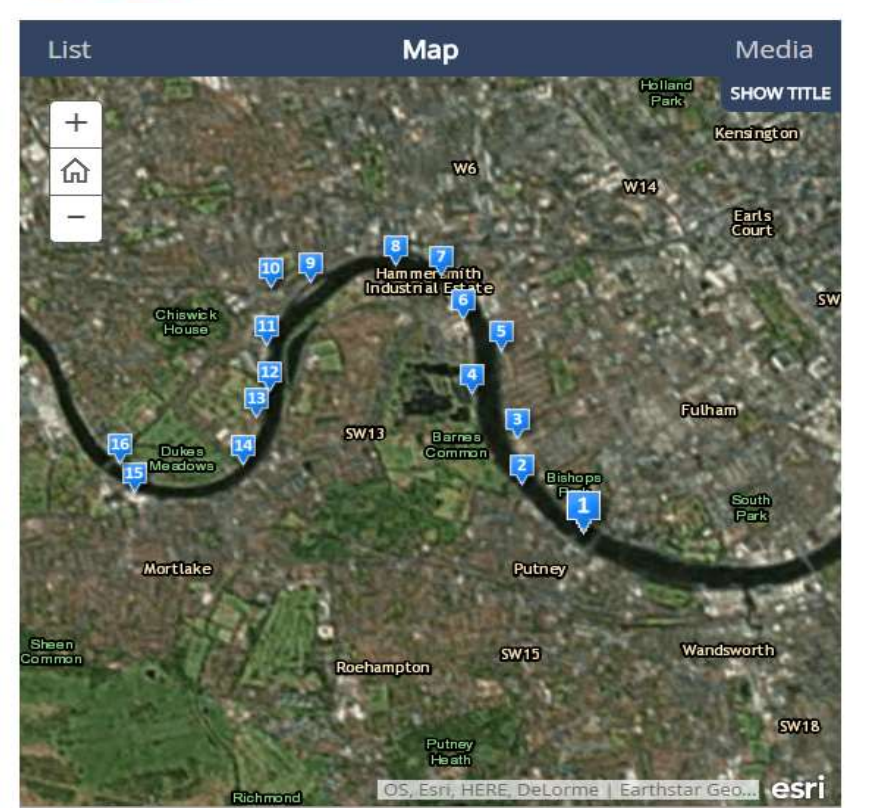 List
Map
Media
SHOW TITLE
+
−
Holland
Park
Kensington
W6
W14
Earls
Court
8
7
10
9
Hammersmith
Industrial Estate
6
SW
Chiswick
House
11
5
12
4
13
3
Fulham
SW13
16
Dukes
Meadows
14
Barnes
Common
15
2
Bishops
1
South
Park
Mortlake
Putney
Sheen
Common
Roehampton
SW15
Wandsworth
SW18
Putney
Heath
Richmond
OS, Esri, HERE, DeLorme | Earthstar Geo...
esri